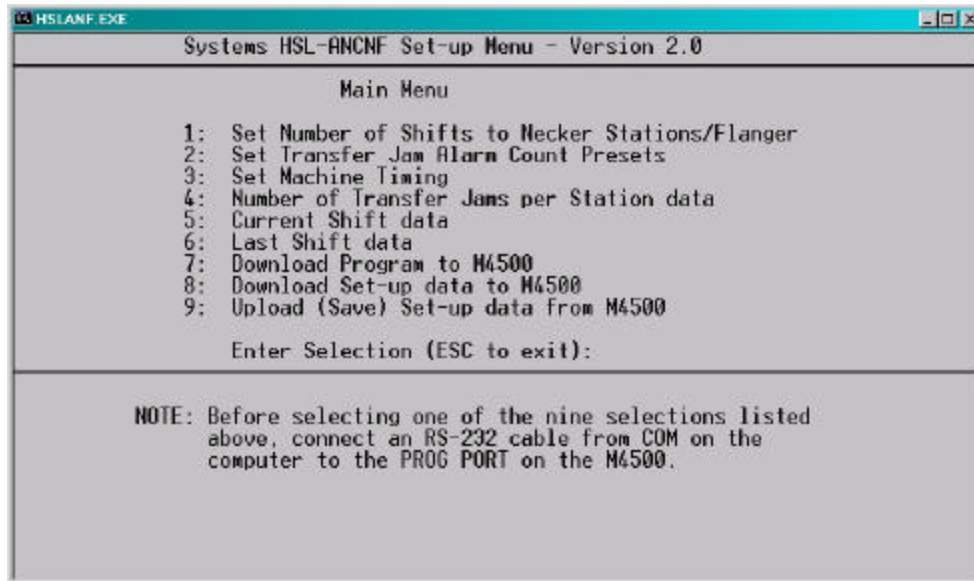 HSLANF.EXE
Systems HSL-ANCNF Set-up Menu - Version 2.0
Main Menu
1: Set Number of Shifts to Necker Stations/Flanger
2: Set Transfer Jam Alarm Count Presets
3: Set Machine Timing
4: Number of Transfer Jams per Station data
5: Current Shift data
6: Last Shift data
7: Download Program to M4500
8: Download Set-up data to M4500
9: Upload (Save) Set-up data from M4500
Enter Selection (ESC to exit):
NOTE: Before selecting one of the nine selections listed
above, connect an RS-232 cable from COM on the
computer to the PROG PORT on the M4500.